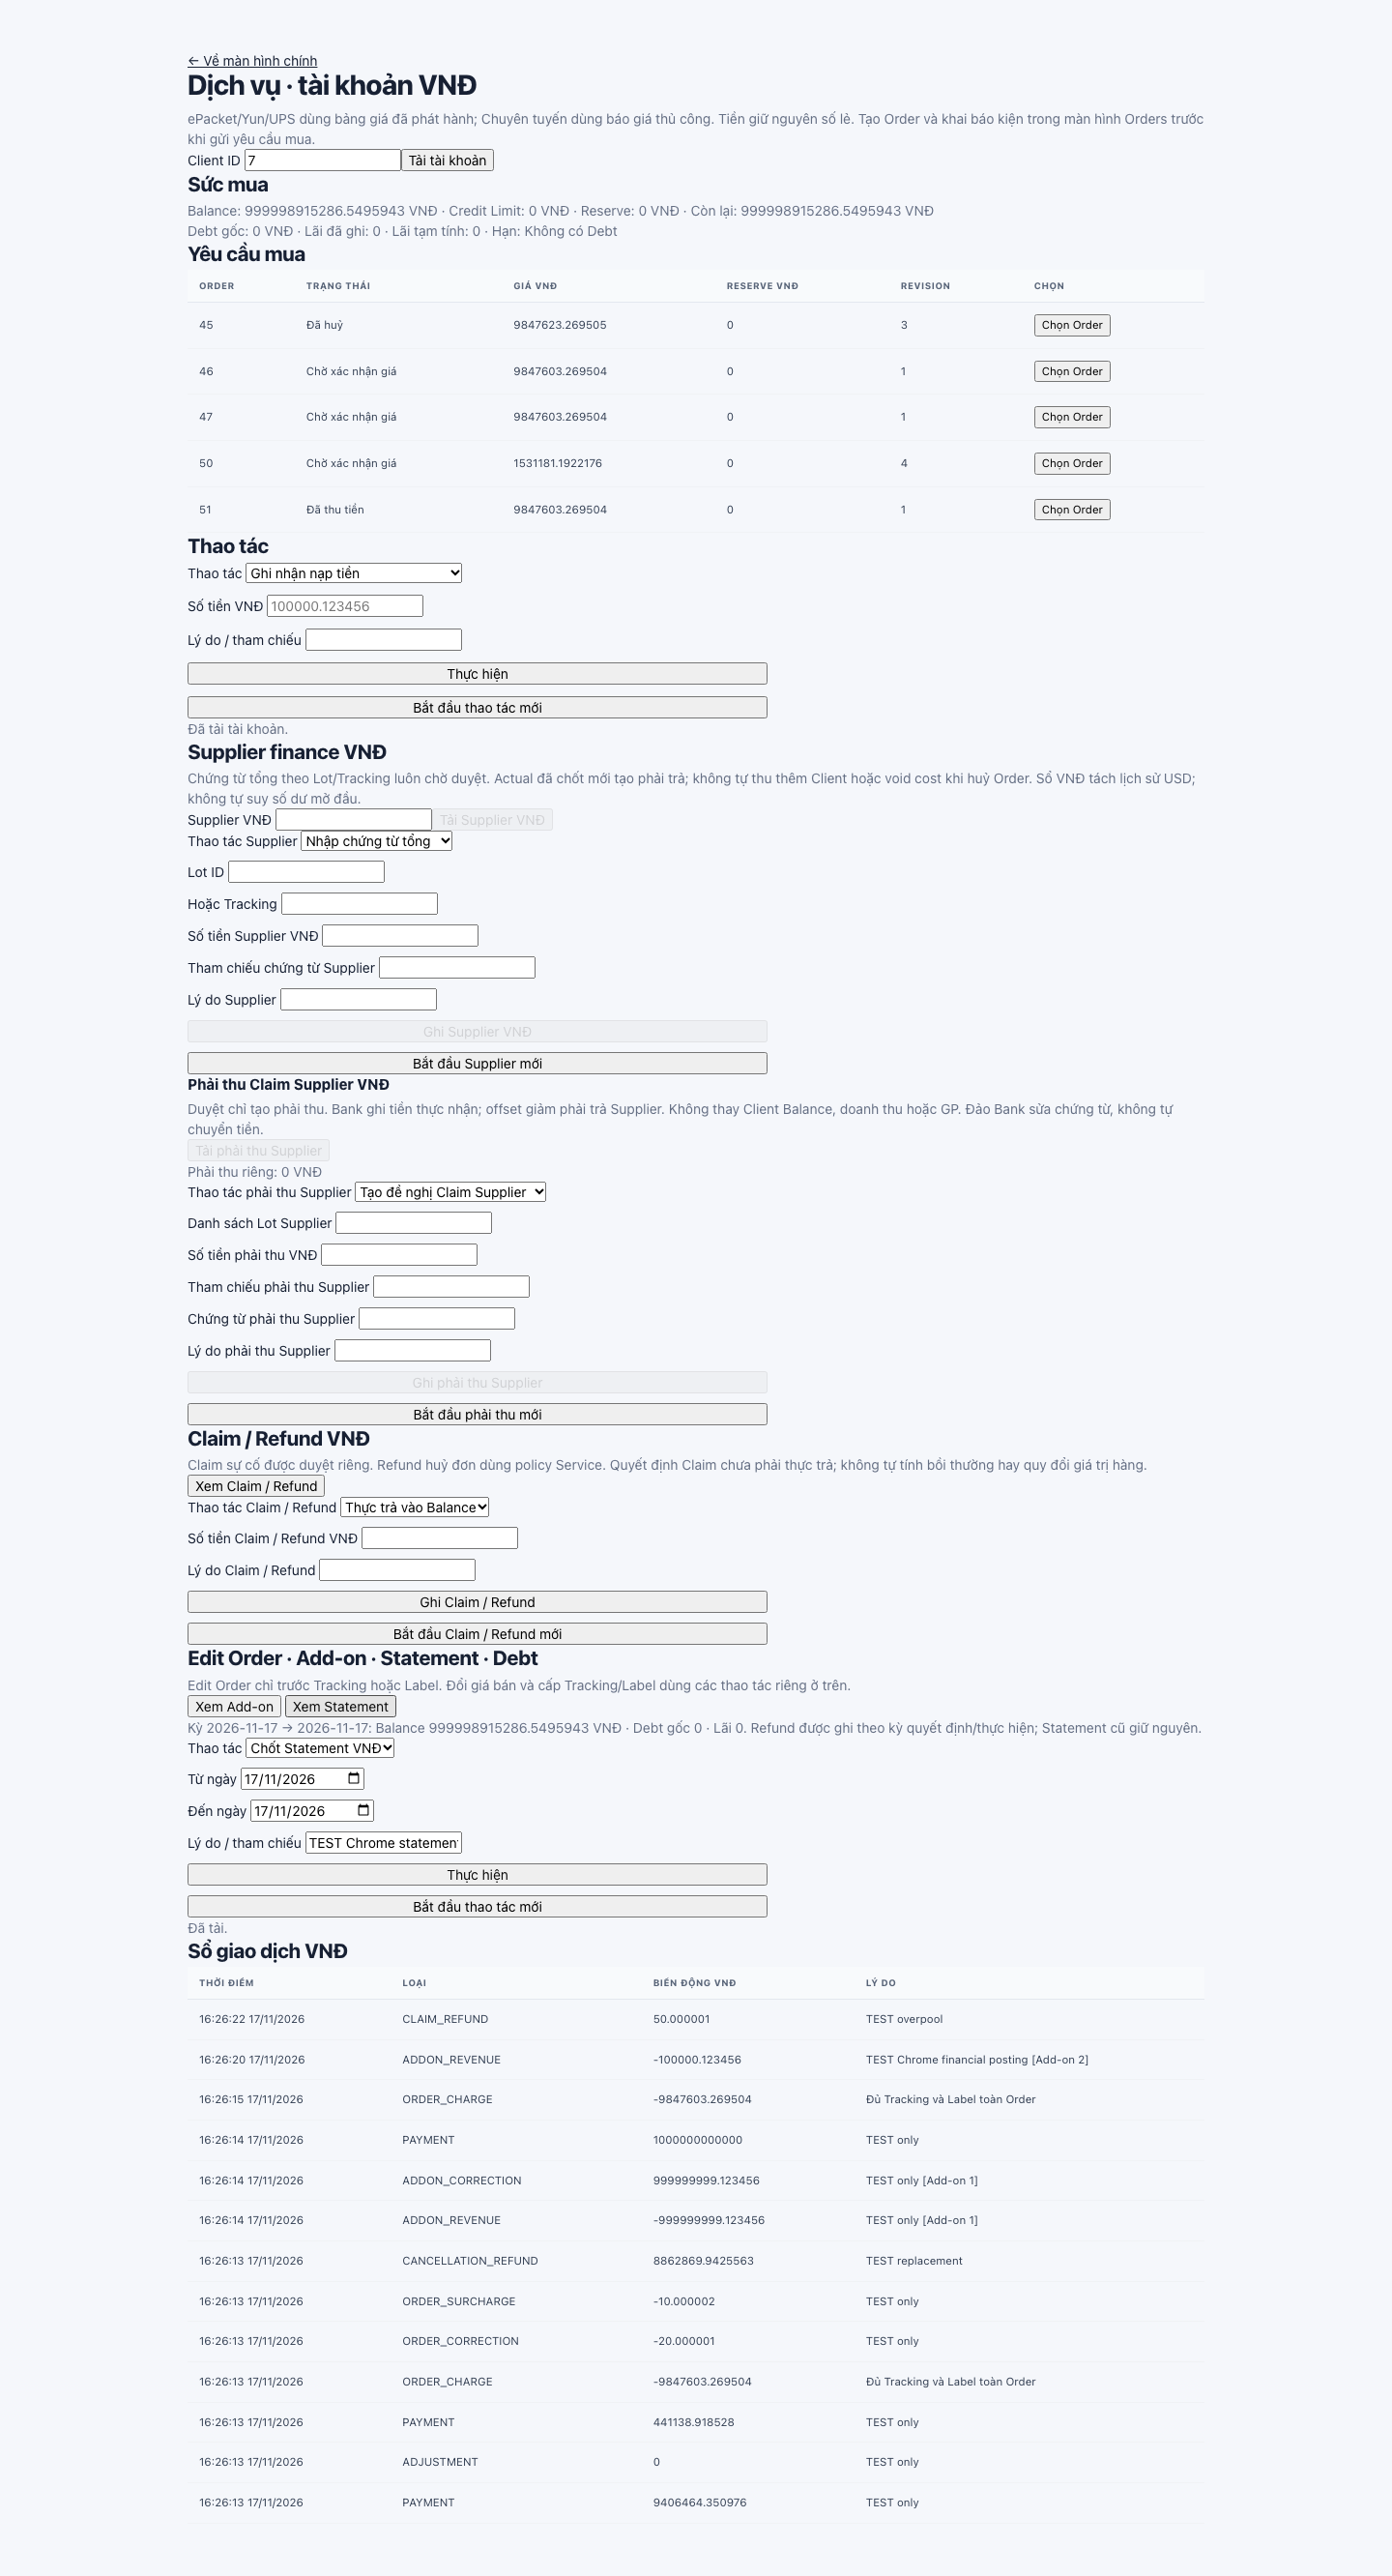 ← Về màn hình chính
Dịch vụ · tài khoản VNĐ
ePacket/Yun/UPS dùng bảng giá đã phát hành; Chuyên tuyến dùng báo giá thủ công. Tiền giữ nguyên số lẻ. Tạo Order và khai báo kiện trong màn hình Orders trước
khi gửi yêu cầu mua.
Client ID 7 Tải tài khoản
Sức mua
Balance: 999998915286.5495943 VNĐ · Credit Limit: 0 VNĐ · Reserve: 0 VNĐ · Còn lại: 999998915286.5495943 VNĐ
Debt gốc: 0 VNĐ · Lãi đã ghi: 0 · Lãi tạm tính: 0 · Hạn: Không có Debt
Yêu cầu mua
ORDER TRẠNG THÁI GIÁ VNĐ RESERVE VNĐ REVISION CHỌN
45 Đã huỷ 9847623.269505 0 3 Chọn Order
46 Chờ xác nhận giá 9847603.269504 0 1 Chọn Order
47 Chờ xác nhận giá 9847603.269504 0 1 Chọn Order
50 Chờ xác nhận giá 1531181.1922176 0 4 Chọn Order
51 Đã thu tiền 9847603.269504 0 1 Chọn Order
Thao tác
Thao tác Ghi nhận nạp tiền
Số tiền VNĐ 100000.123456
Lý do / tham chiếu
Thực hiện
Bắt đầu thao tác mới
Đã tải tài khoản.
Supplier finance VNĐ
Chứng từ tổng theo Lot/Tracking luôn chờ duyệt. Actual đã chốt mới tạo phải trả; không tự thu thêm Client hoặc void cost khi huỷ Order. Sổ VNĐ tách lịch sử USD;
không tự suy số dư mở đầu.
Supplier VNĐ Tải Supplier VNĐ
Thao tác Supplier Nhập chứng từ tổng
Lot ID
Hoặc Tracking
Số tiền Supplier VNĐ
Tham chiếu chứng từ Supplier
Lý do Supplier
Ghi Supplier VNĐ
Bắt đầu Supplier mới
Phải thu Claim Supplier VNĐ
Duyệt chỉ tạo phải thu. Bank ghi tiền thực nhận; offset giảm phải trả Supplier. Không thay Client Balance, doanh thu hoặc GP. Đảo Bank sửa chứng từ, không tự
chuyển tiền.
Tải phải thu Supplier
Phải thu riêng: 0 VNĐ
Thao tác phải thu Supplier Tạo đề nghị Claim Supplier
Danh sách Lot Supplier
Số tiền phải thu VNĐ
Tham chiếu phải thu Supplier
Chứng từ phải thu Supplier
Lý do phải thu Supplier
Ghi phải thu Supplier
Bắt đầu phải thu mới
Claim / Refund VNĐ
Claim sự cố được duyệt riêng. Refund huỷ đơn dùng policy Service. Quyết định Claim chưa phải thực trả; không tự tính bồi thường hay quy đổi giá trị hàng.
Xem Claim / Refund
Thao tác Claim / Refund Thực trả vào Balance
Số tiền Claim / Refund VNĐ
Lý do Claim / Refund
Ghi Claim / Refund
Bắt đầu Claim / Refund mới
Edit Order · Add-on · Statement · Debt
Edit Order chỉ trước Tracking hoặc Label. Đổi giá bán và cấp Tracking/Label dùng các thao tác riêng ở trên.
Xem Add-on Xem Statement
Kỳ 2026-11-17 → 2026-11-17: Balance 999998915286.5495943 VNĐ · Debt gốc 0 · Lãi 0. Refund được ghi theo kỳ quyết định/thực hiện; Statement cũ giữ nguyên.
Thao tác Chốt Statement VNĐ
Từ ngày 17/11/2026
Đến ngày 17/11/2026
Lý do / tham chiếu TEST Chrome statement
Thực hiện
Bắt đầu thao tác mới
Đã tải.
Sổ giao dịch VNĐ
THỜI ĐIỂM LOẠI BIẾN ĐỘNG VNĐ LÝ DO
16:26:22 17/11/2026 CLAIM_REFUND 50.000001 TEST overpool
16:26:20 17/11/2026 ADDON_REVENUE -100000.123456 TEST Chrome financial posting [Add-on 2]
16:26:15 17/11/2026 ORDER_CHARGE -9847603.269504 Đủ Tracking và Label toàn Order
16:26:14 17/11/2026 PAYMENT 1000000000000 TEST only
16:26:14 17/11/2026 ADDON_CORRECTION 999999999.123456 TEST only [Add-on 1]
16:26:14 17/11/2026 ADDON_REVENUE -999999999.123456 TEST only [Add-on 1]
16:26:13 17/11/2026 CANCELLATION_REFUND 8862869.9425563 TEST replacement
16:26:13 17/11/2026 ORDER_SURCHARGE -10.000002 TEST only
16:26:13 17/11/2026 ORDER_CORRECTION -20.000001 TEST only
16:26:13 17/11/2026 ORDER_CHARGE -9847603.269504 Đủ Tracking và Label toàn Order
16:26:13 17/11/2026 PAYMENT 441138.918528 TEST only
16:26:13 17/11/2026 ADJUSTMENT 0 TEST only
16:26:13 17/11/2026 PAYMENT 9406464.350976 TEST only